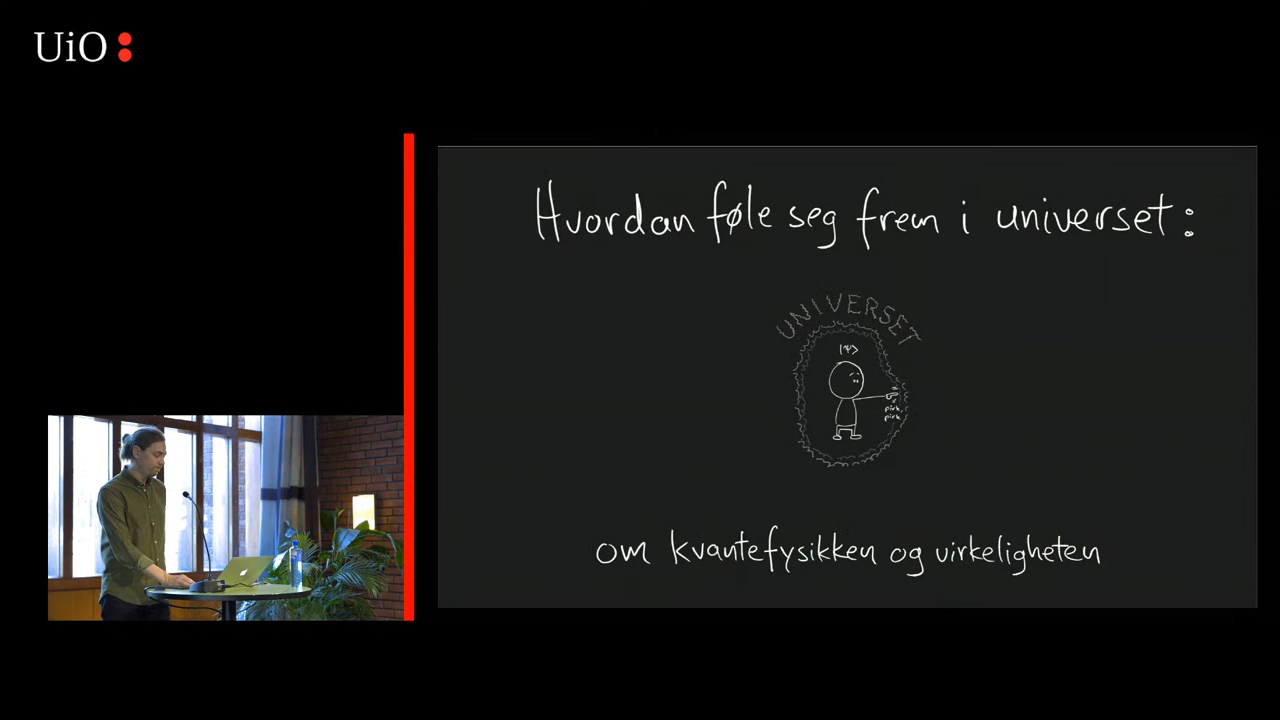 UiO
Hvordan føle seg frem i universet:
UNIVERSET
|Ψ>
pirk,
pirk
om kvantefysikken og virkeligheten